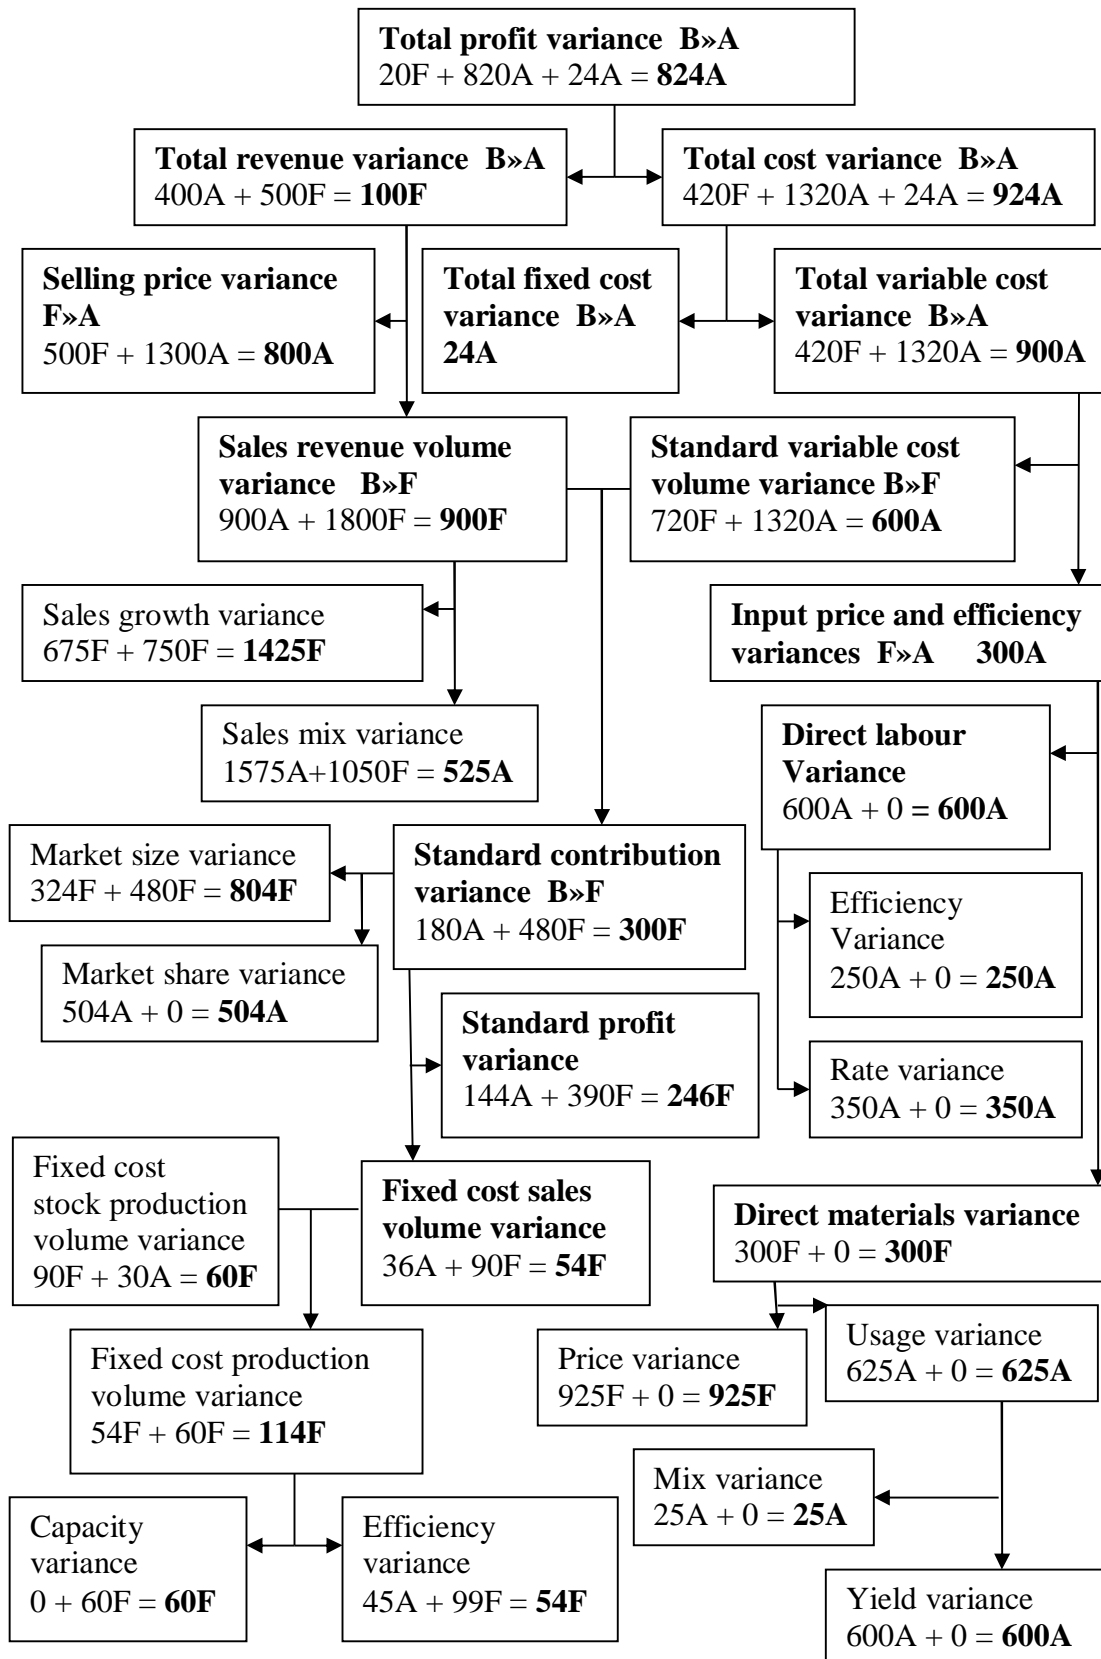 Total profit variance B»A
20F + 820A + 24A = 824A
Total revenue variance B»A
400A + 500F = 100F
Total cost variance B»A
420F + 1320A + 24A = 924A
Selling price variance
F»A
500F + 1300A = 800A
Total fixed cost
variance B»A
24A
Total variable cost
variance B»A
420F + 1320A = 900A
Sales revenue volume
variance B»F
900A + 1800F = 900F
Standard variable cost
volume variance B»F
720F + 1320A = 600A
Sales growth variance
675F + 750F = 1425F
Input price and efficiency
variances F»A 300A
Sales mix variance
1575A+1050F = 525A
Direct labour
Variance
600A + 0 = 600A
Market size variance
324F + 480F = 804F
Standard contribution
variance B»F
180A + 480F = 300F
Efficiency
Variance
250A + 0 = 250A
Market share variance
504A + 0 = 504A
Standard profit
variance
144A + 390F = 246F
Rate variance
350A + 0 = 350A
Fixed cost
stock production
volume variance
90F + 30A = 60F
Fixed cost sales
volume variance
36A + 90F = 54F
Direct materials variance
300F + 0 = 300F
Fixed cost production
volume variance
54F + 60F = 114F
Price variance
925F + 0 = 925F
Usage variance
625A + 0 = 625A
Mix variance
25A + 0 = 25A
Capacity
variance
0 + 60F = 60F
Efficiency
variance
45A + 99F = 54F
Yield variance
600A + 0 = 600A